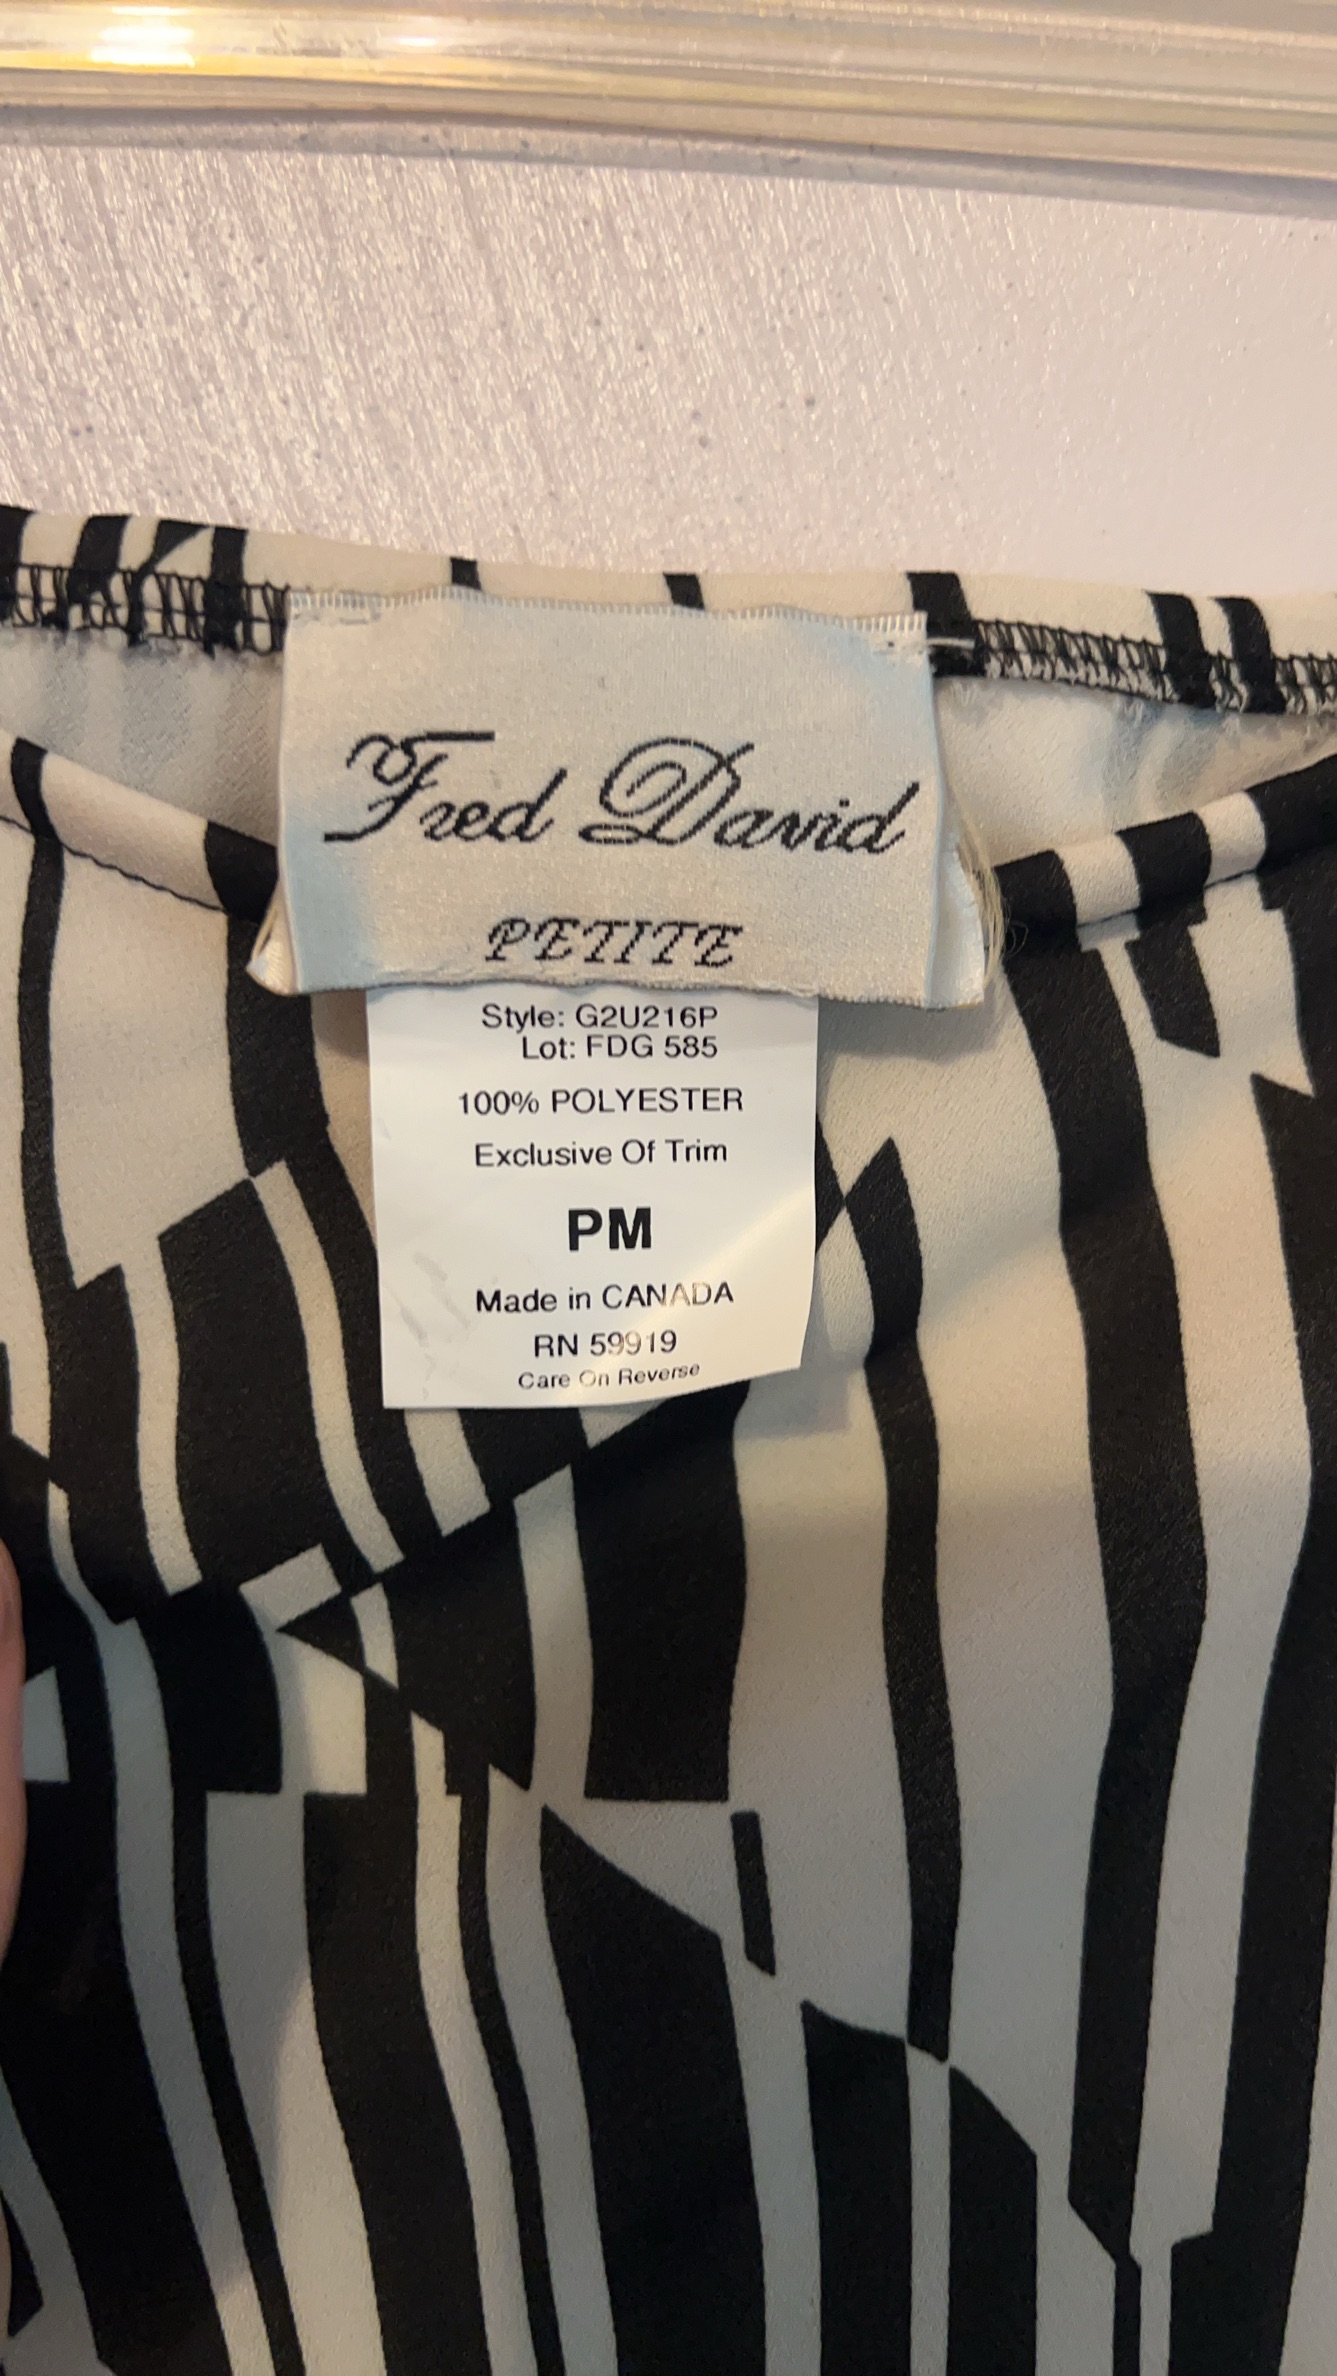 Fred David
PETITE
Style: G2U216P
Lot: FDG 585
100% POLYESTER
Exclusive Of Trim
PM
Made in CANADA
RN 59919
Care On Reverse